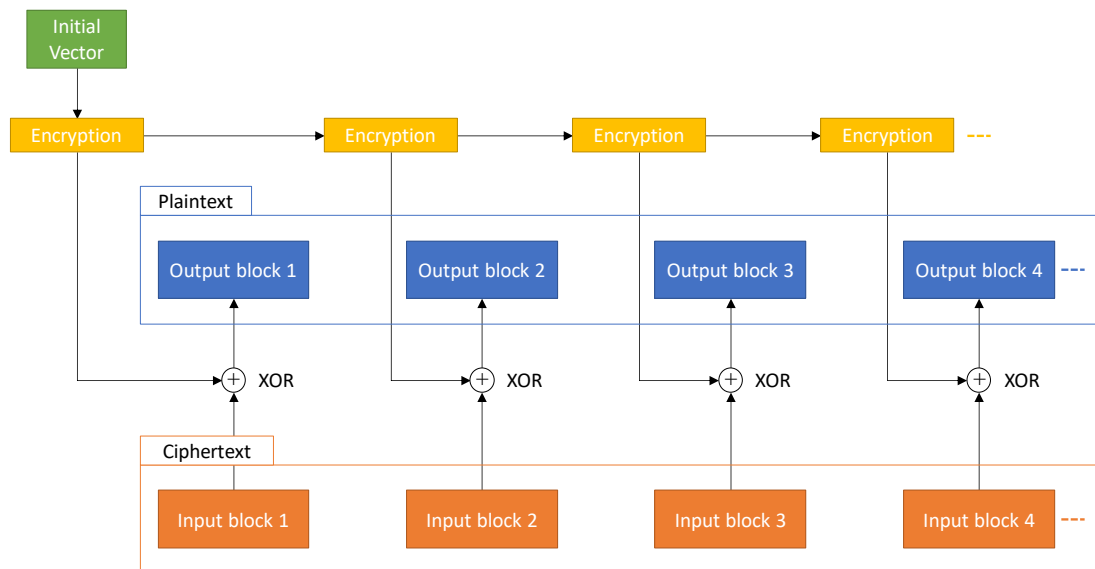 Initial
Vector
Encryption Encryption Encryption Encryption
Plaintext
Output block 1 Output block 2 Output block 3 Output block 4
XOR XOR XOR XOR
Ciphertext
Input block 1 Input block 2 Input block 3 Input block 4